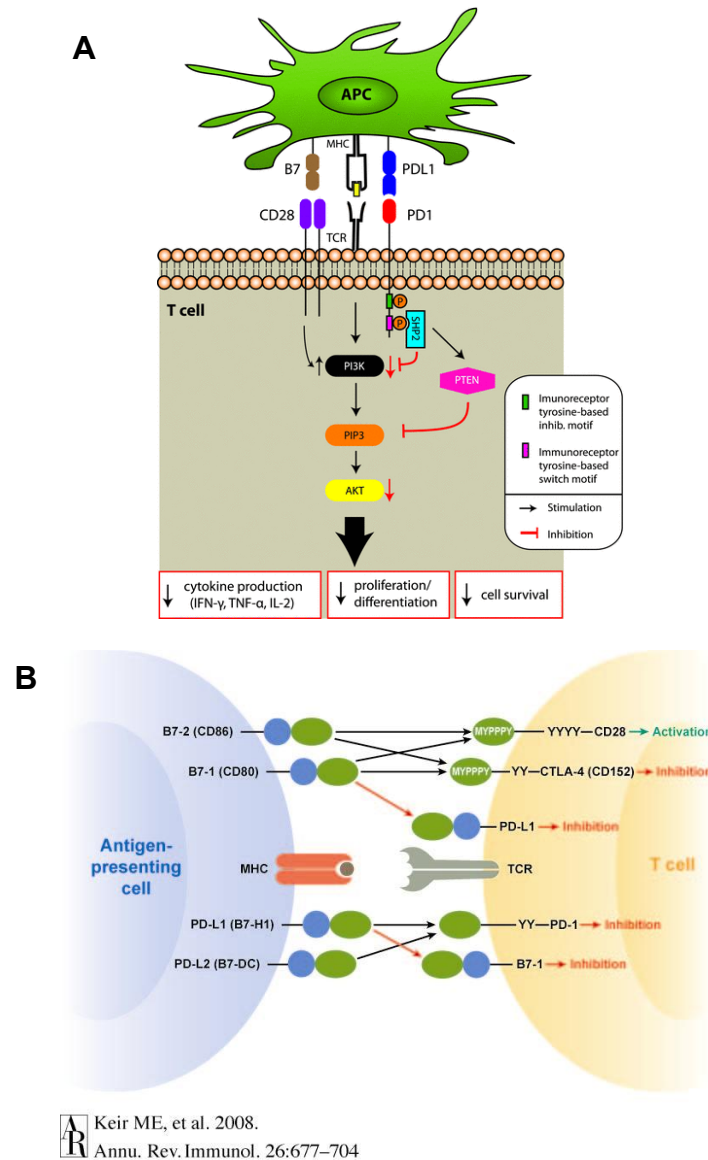 A
APC
MHC
B7
PDL1
CD28
PD1
TCR
T cell
P
P
SHP2
PI3K
PTEN
PIP3
AKT
Imunoreceptor
tyrosine-based
inhib. motif
Immunoreceptor
tyrosine-based
switch motif
Stimulation
Inhibition
cytokine production
(IFN-γ, TNF-α, IL-2)
proliferation/
differentiation
cell survival
B
B7-2 (CD86)
MYPPPY
YYYY—CD28
Activation
B7-1 (CD80)
MYPPPY
YY—CTLA-4 (CD152)
Inhibition
PD-L1
Inhibition
Antigen-
presenting
cell
MHC
TCR
T cell
PD-L1 (B7-H1)
YY—PD-1
Inhibition
PD-L2 (B7-DC)
B7-1
Inhibition
AR
Keir ME, et al. 2008.
Annu. Rev. Immunol. 26:677–704